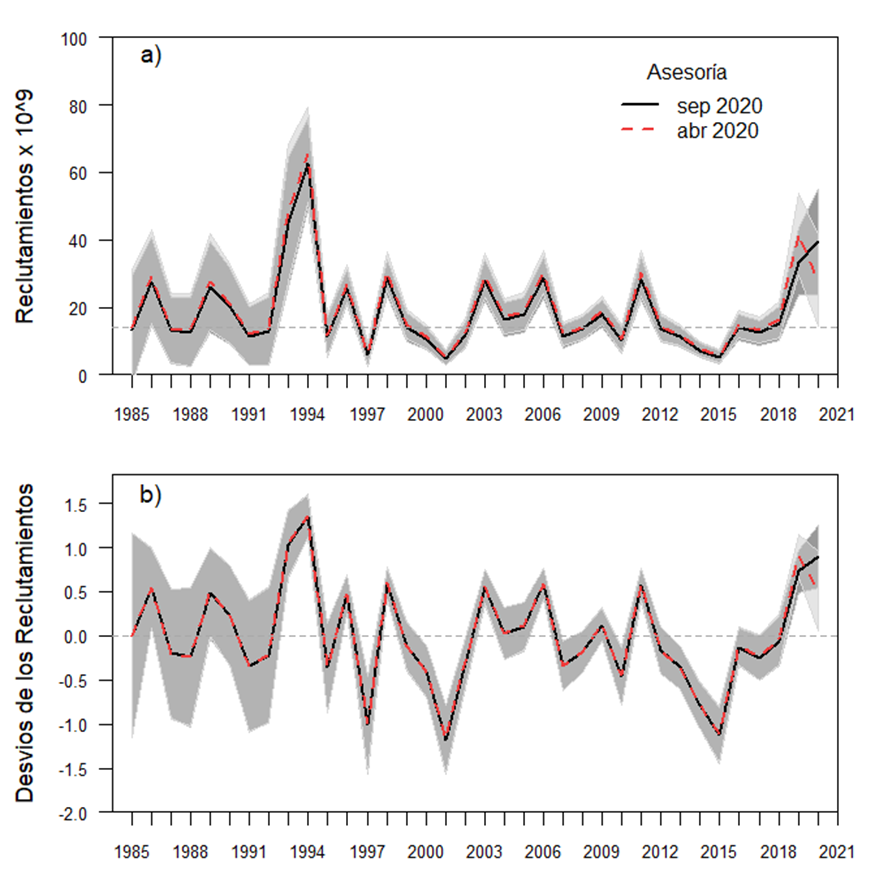 a)
Asesoría
sep 2020
abr 2020
Reclutamientos x 10^9
100
80
60
40
20
0
1985 1988 1991 1994 1997 2000 2003 2006 2009 2012 2015 2018 2021
b)
Desvios de los Reclutamientos
1.5
1.0
0.5
0.0
-0.5
-1.0
-1.5
-2.0
1985 1988 1991 1994 1997 2000 2003 2006 2009 2012 2015 2018 2021